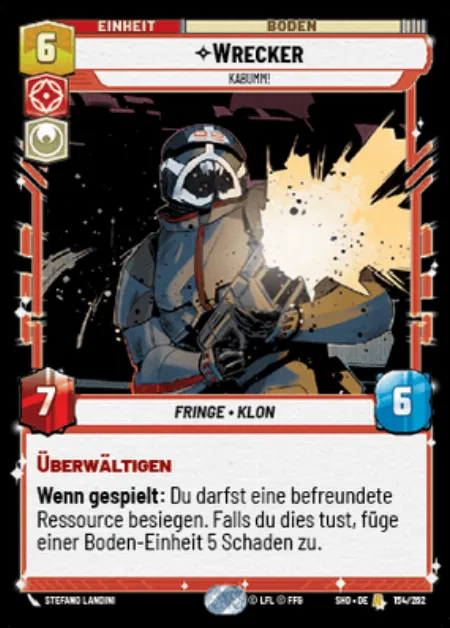 EINHEIT
BODEN
6
WRECKER
KABUMM!
7
6
FRINGE • KLON
ÜBERWÄLTIGEN
Wenn gespielt: Du darfst eine befreundete
Ressource besiegen. Falls du dies tust, füge
einer Boden-Einheit 5 Schaden zu.
STEFANO LANDINI
© LFL © FFG
SHD • DE
194/262